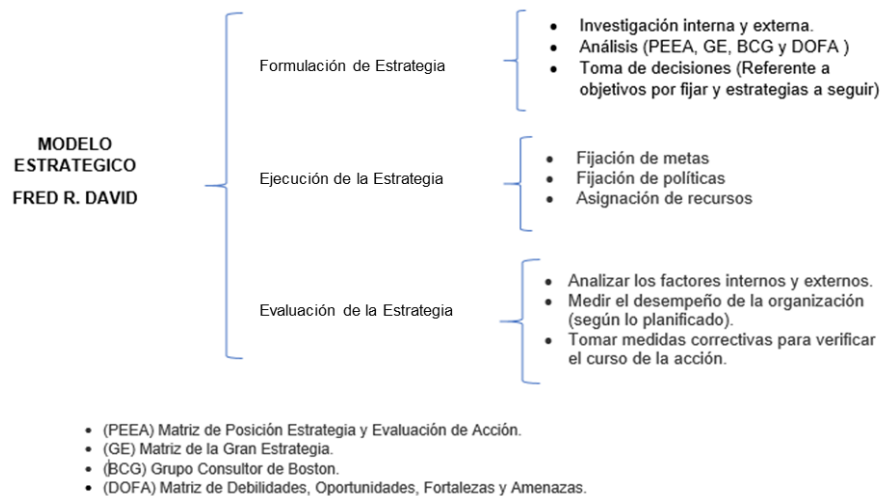 MODELO
ESTRATEGICO
FRED R. DAVID
Formulación de Estrategia
• Investigación interna y externa.
• Análisis (PEEA, GE, BCG y DOFA )
• Toma de decisiones (Referente a
objetivos por fijar y estrategias a seguir)
Ejecución de la Estrategia
• Fijación de metas
• Fijación de políticas
• Asignación de recursos
Evaluación de la Estrategia
• Analizar los factores internos y externos.
• Medir el desempeño de la organización
(según lo planificado).
• Tomar medidas correctivas para verificar
el curso de la acción.
• (PEEA) Matriz de Posición Estrategia y Evaluación de Acción.
• (GE) Matriz de la Gran Estrategia.
• (BCG) Grupo Consultor de Boston.
• (DOFA) Matriz de Debilidades, Oportunidades, Fortalezas y Amenazas.